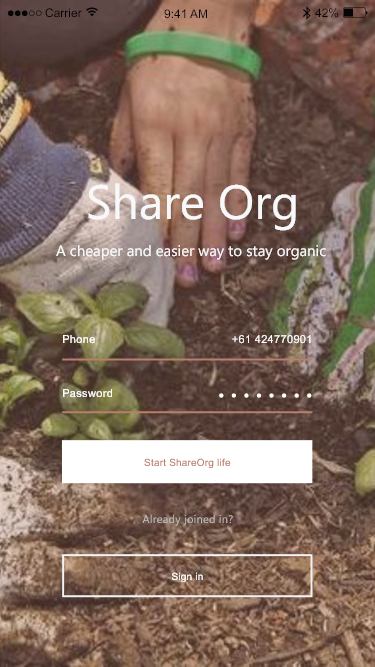 Carrier 9:41 AM 42%
Share Org
A cheaper and easier way to stay organic
Phone +61 424770901
Password
Start ShareOrg life
Already joined in?
Sign in